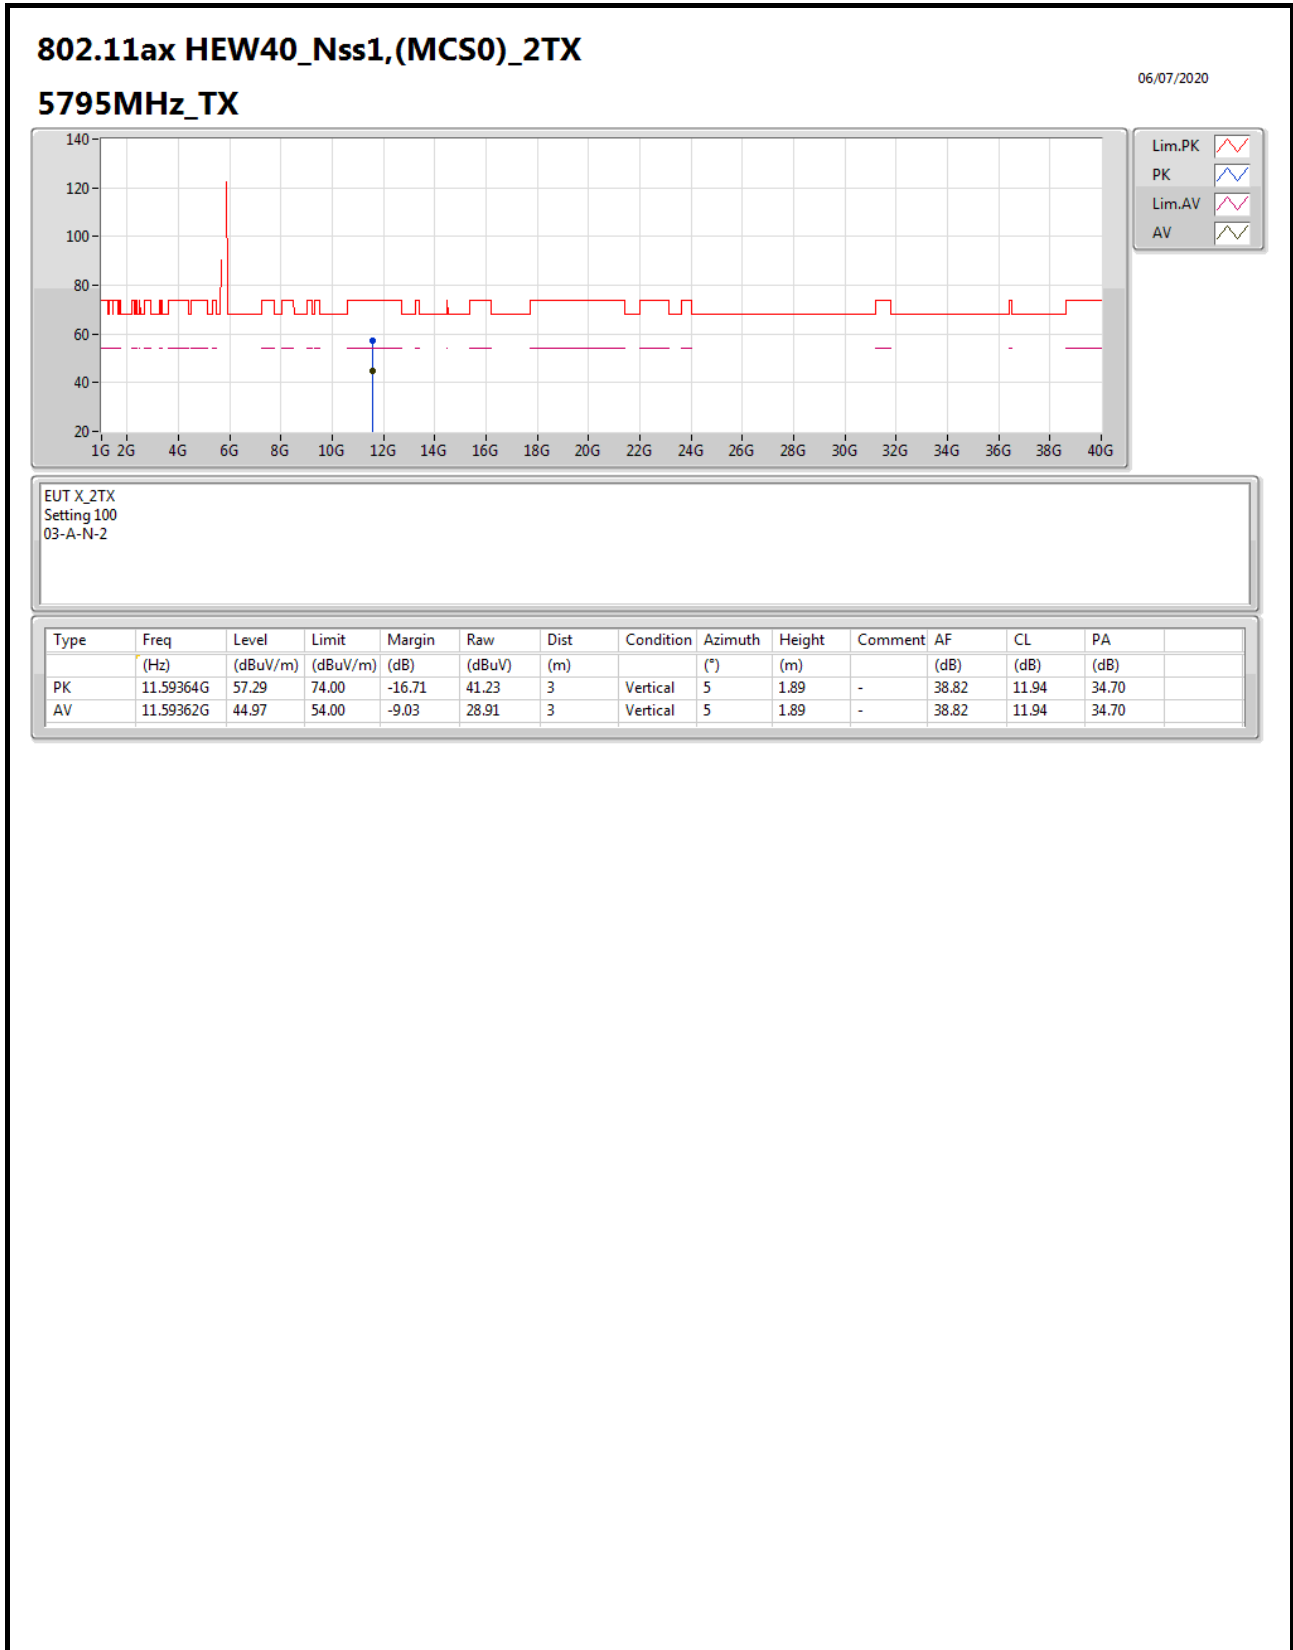 802.11ax HEW40_Nss1,(MCS0)_2TX
06/07/2020
5795MHz_TX
140
120
100
80
60
40
20
1G 2G 4G 6G 8G 10G 12G 14G 16G 18G 20G 22G 24G 26G 28G 30G 32G 34G 36G 38G 40G
Lim.PK
PK
Lim.AV
AV
EUT X_2TX
Setting 100
03-A-N-2
Type Freq Level Limit Margin Raw Dist Condition Azimuth Height Comment AF CL PA
(Hz) (dBuV/m) (dBuV/m) (dB) (dBuV) (m) (°) (m) (dB) (dB) (dB)
PK 11.59364G 57.29 74.00 -16.71 41.23 3 Vertical 5 1.89 - 38.82 11.94 34.70
AV 11.59362G 44.97 54.00 -9.03 28.91 3 Vertical 5 1.89 - 38.82 11.94 34.70